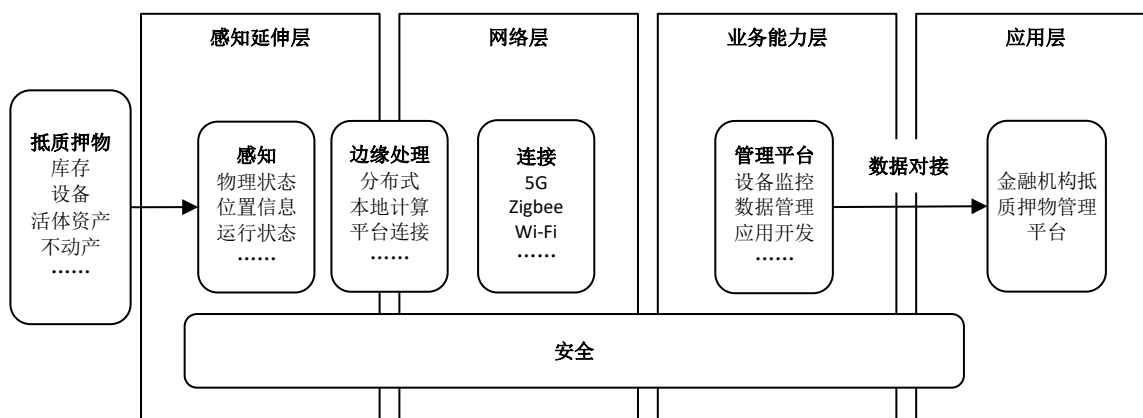 感知延伸层
网络层
业务能力层
应用层
抵质押物
库存
设备
活体资产
不动产
……
感知
物理状态
位置信息
运行状态
……
边缘处理
分布式
本地计算
平台连接
……
连接
5G
Zigbee
Wi-Fi
……
管理平台
设备监控
数据管理
应用开发
……
数据对接
金融机构抵
质押物管理
平台
安全